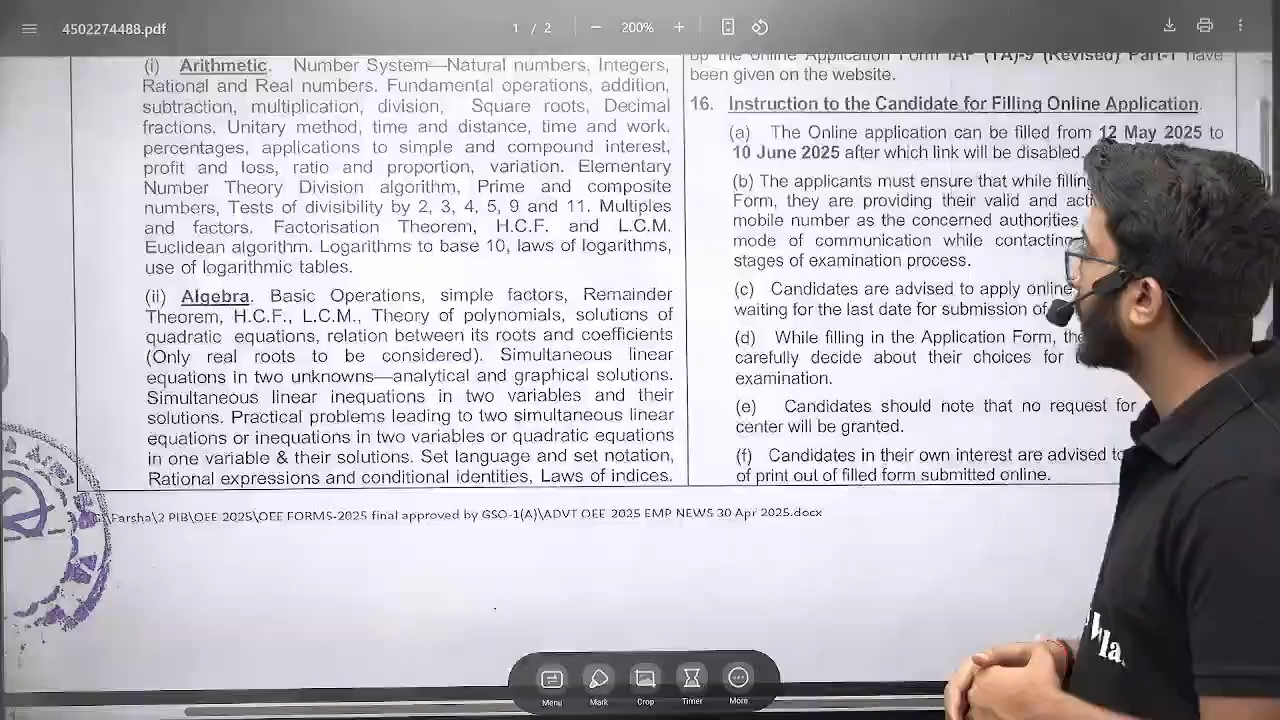 4502274488.pdf
1 / 2
200%
(i) Arithmetic. Number System—Natural numbers, Integers,
Rational and Real numbers. Fundamental operations, addition,
subtraction, multiplication, division, Square roots, Decimal
fractions. Unitary method, time and distance, time and work,
percentages, applications to simple and compound interest,
profit and loss, ratio and proportion, variation. Elementary
Number Theory Division algorithm, Prime and composite
numbers, Tests of divisibility by 2, 3, 4, 5, 9 and 11. Multiples
and factors. Factorisation Theorem, H.C.F. and L.C.M.
Euclidean algorithm. Logarithms to base 10, laws of logarithms,
use of logarithmic tables.
(ii) Algebra. Basic Operations, simple factors, Remainder
Theorem, H.C.F., L.C.M., Theory of polynomials, solutions of
quadratic equations, relation between its roots and coefficients
(Only real roots to be considered). Simultaneous linear
equations in two unknowns—analytical and graphical solutions.
Simultaneous linear inequations in two variables and their
solutions. Practical problems leading to two simultaneous linear
equations or inequations in two variables or quadratic equations
in one variable & their solutions. Set language and set notation,
Rational expressions and conditional identities, Laws of indices.
by the Online Application Form IAF (TA)-9 (Revised) Part-1 have
been given on the website.
16. Instruction to the Candidate for Filling Online Application.
(a) The Online application can be filled from 12 May 2025 to
10 June 2025 after which link will be disabled.
(b) The applicants must ensure that while filling
Form, they are providing their valid and
mobile number as the concerned authorities
mode of communication while contacting
stages of examination process.
(c) Candidates are advised to apply online
waiting for the last date for submission of
(d) While filling in the Application Form,
carefully decide about their choices for
examination.
(e) Candidates should note that no request for
center will be granted.
(f) Candidates in their own interest are advised
of print out of filled form submitted online.
Farsha\2 PIB\OEE 2025\OEE FORMS-2025 final approved by GSO-1(A)\ADVT OEE 2025 EMP NEWS 30 Apr 2025.docx
Menu
Mark
Crop
Timer
More